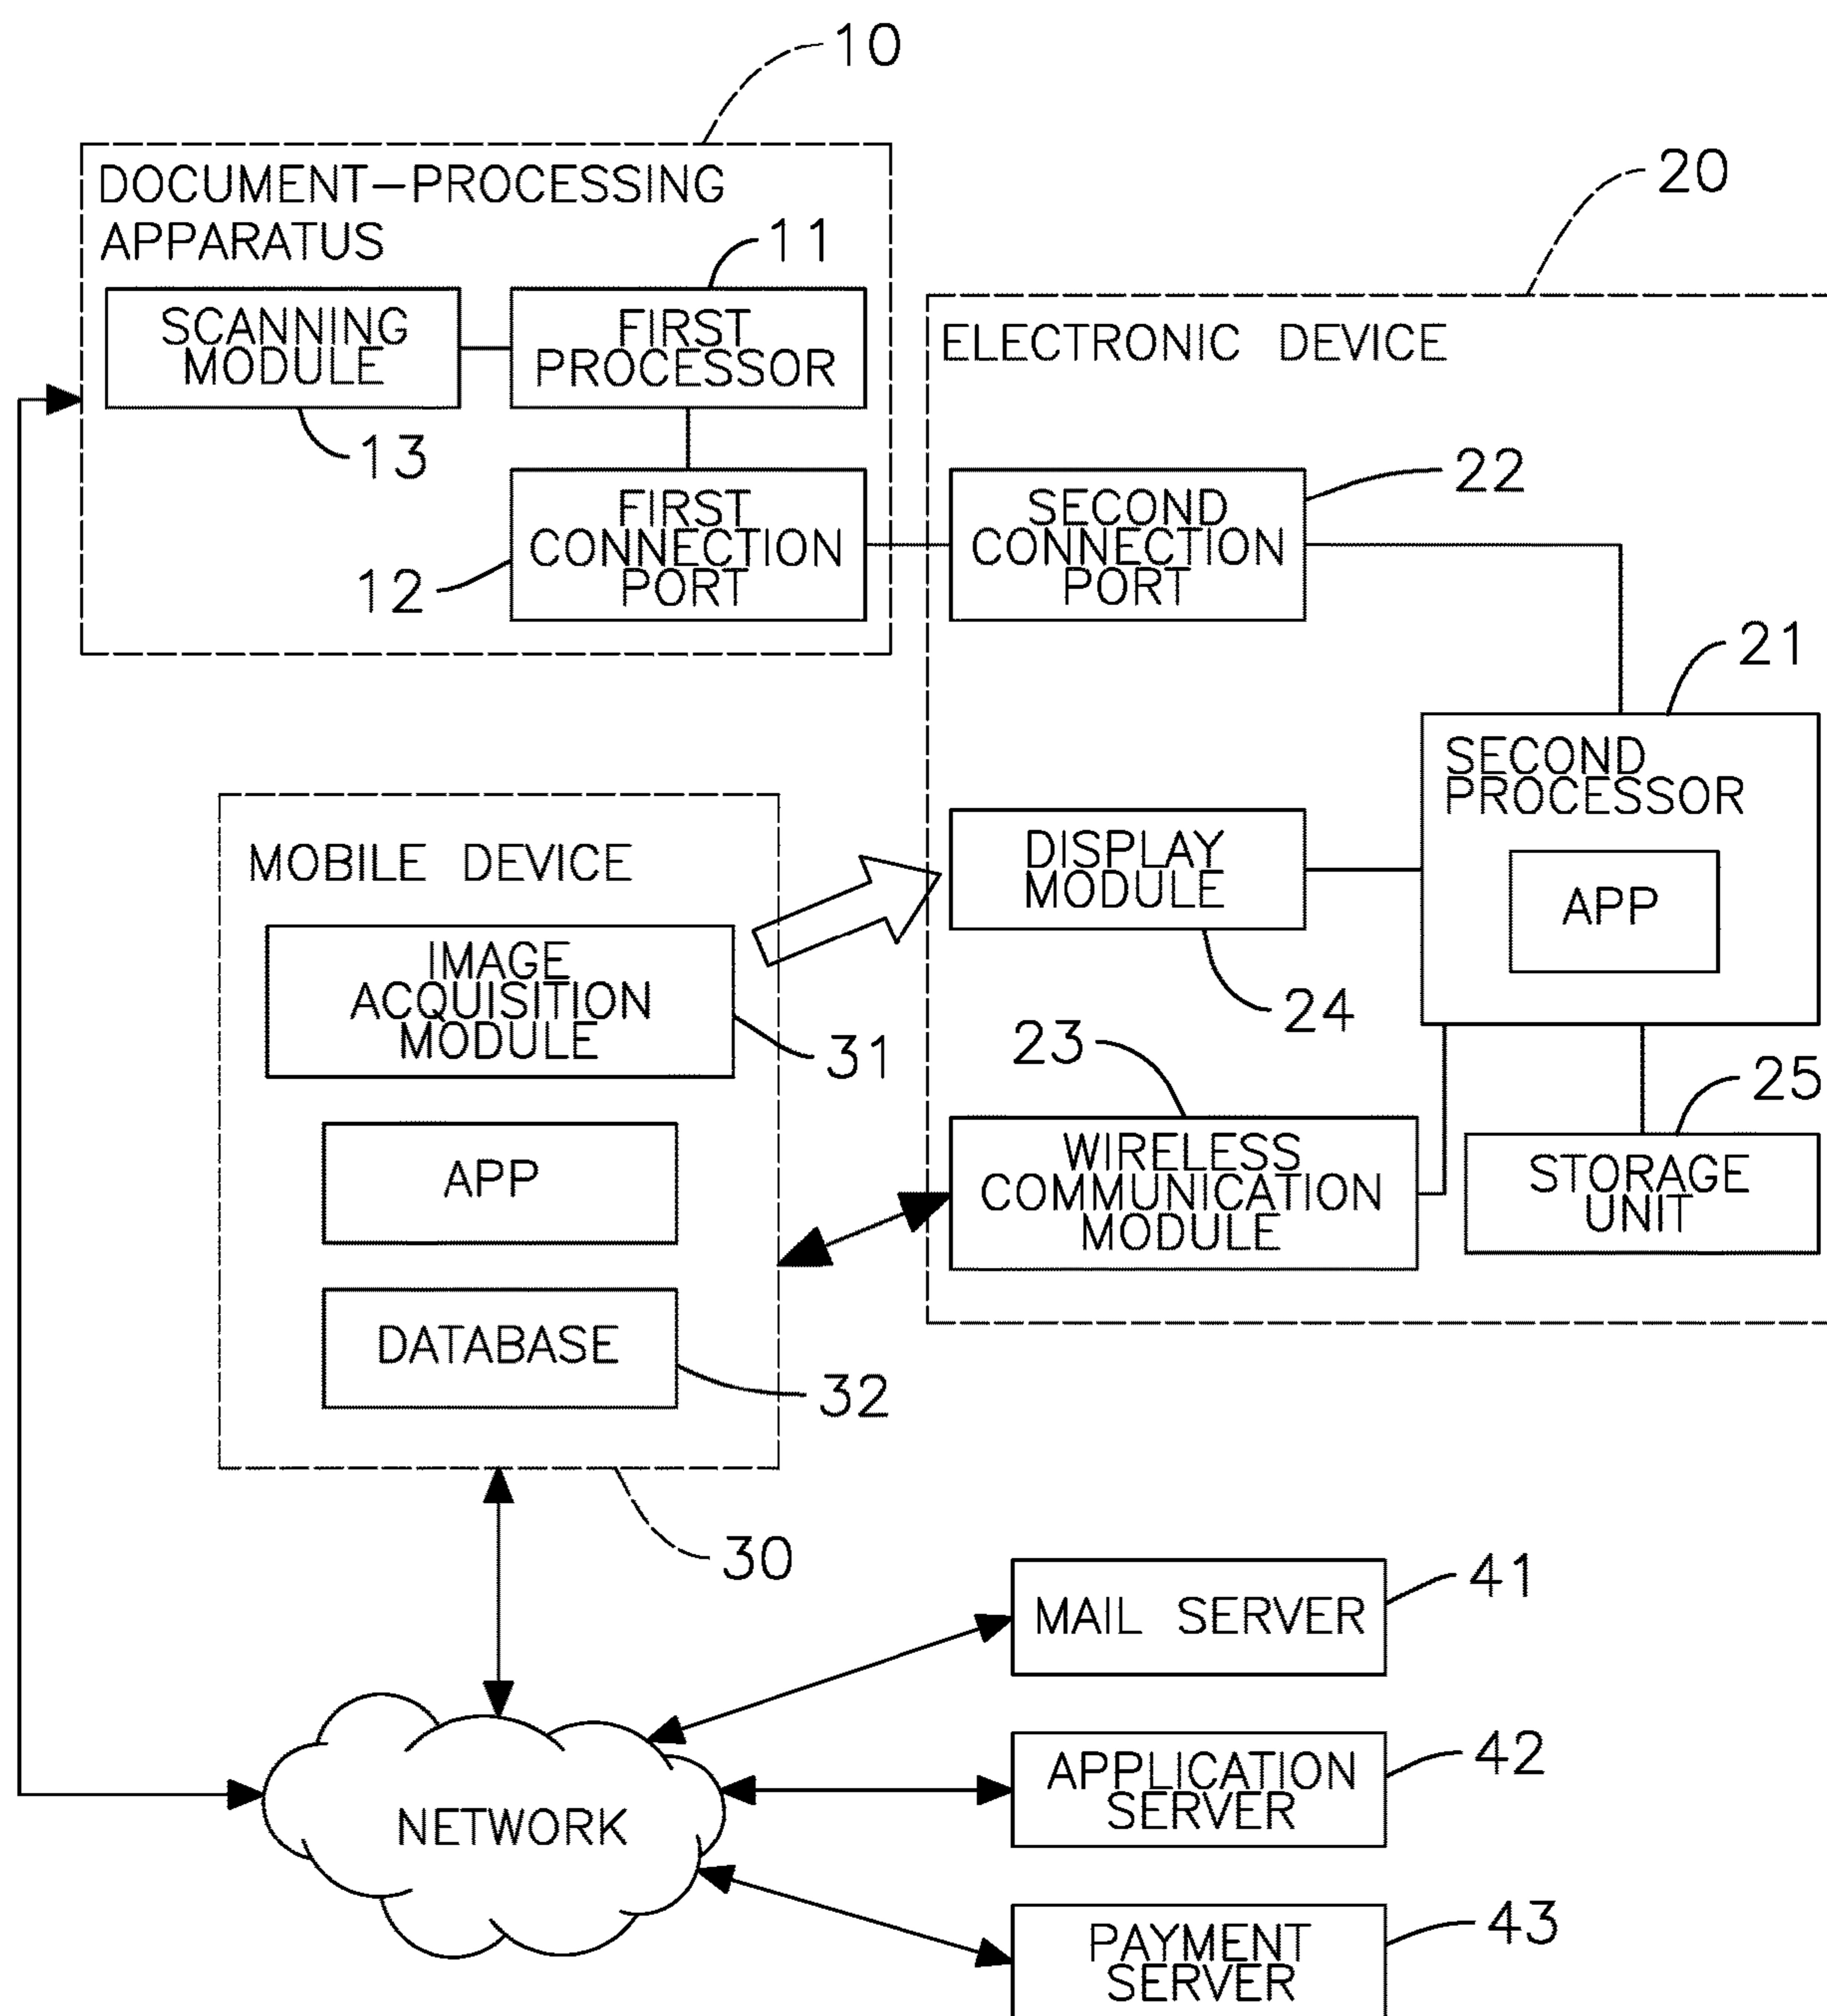 10
DOCUMENT-PROCESSING
APPARATUS
11
SCANNING
MODULE
13
FIRST
PROCESSOR
FIRST
CONNECTION
PORT
12
20
ELECTRONIC DEVICE
22
SECOND
CONNECTION
PORT
21
SECOND
PROCESSOR
APP
DISPLAY
MODULE
24
23
WIRELESS
COMMUNICATION
MODULE
25
STORAGE
UNIT
MOBILE DEVICE
IMAGE
ACQUISITION
MODULE
31
APP
DATABASE
32
30
NETWORK
MAIL SERVER
41
APPLICATION
SERVER
42
PAYMENT
SERVER
43